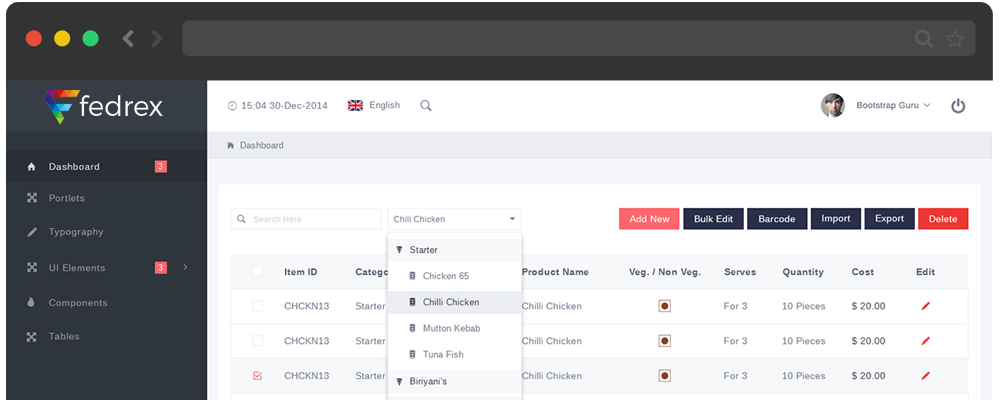 fedrex
15:04 30-Dec-2014
English
Bootstrap Guru
Dashboard
Dashboard 3
Portlets
Typography
UI Elements 3
Components
Tables
Search Here
Chili Chicken
Add New
Bulk Edit
Barcode
Import
Export
Delete
Starter
Chicken 65
Chilli Chicken
Mutton Kebab
Tuna Fish
Biriyani's
Item ID Catego Product Name Veg. / Non Veg. Serves Quantity Cost Edit
CHCKN13 Starter Chilli Chicken For 3 10 Pieces $ 20.00
CHCKN13 Starter Chilli Chicken For 3 10 Pieces $ 20.00
CHCKN13 Starter Chilli Chicken For 3 10 Pieces $ 20.00